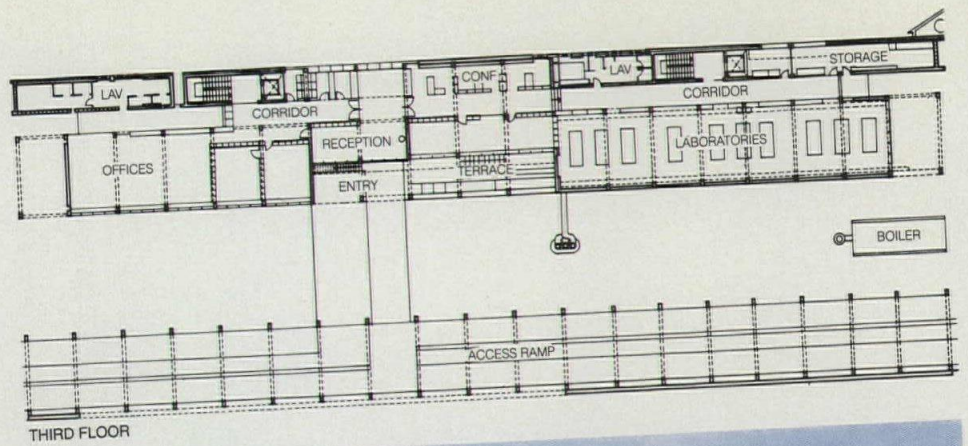 LAV
CORRIDOR
OFFICES
RECEPTION
ENTRY
CONF
TERRACE
LAV
CORRIDOR
STORAGE
LABORATORIES
BOILER
ACCESS RAMP
THIRD FLOOR